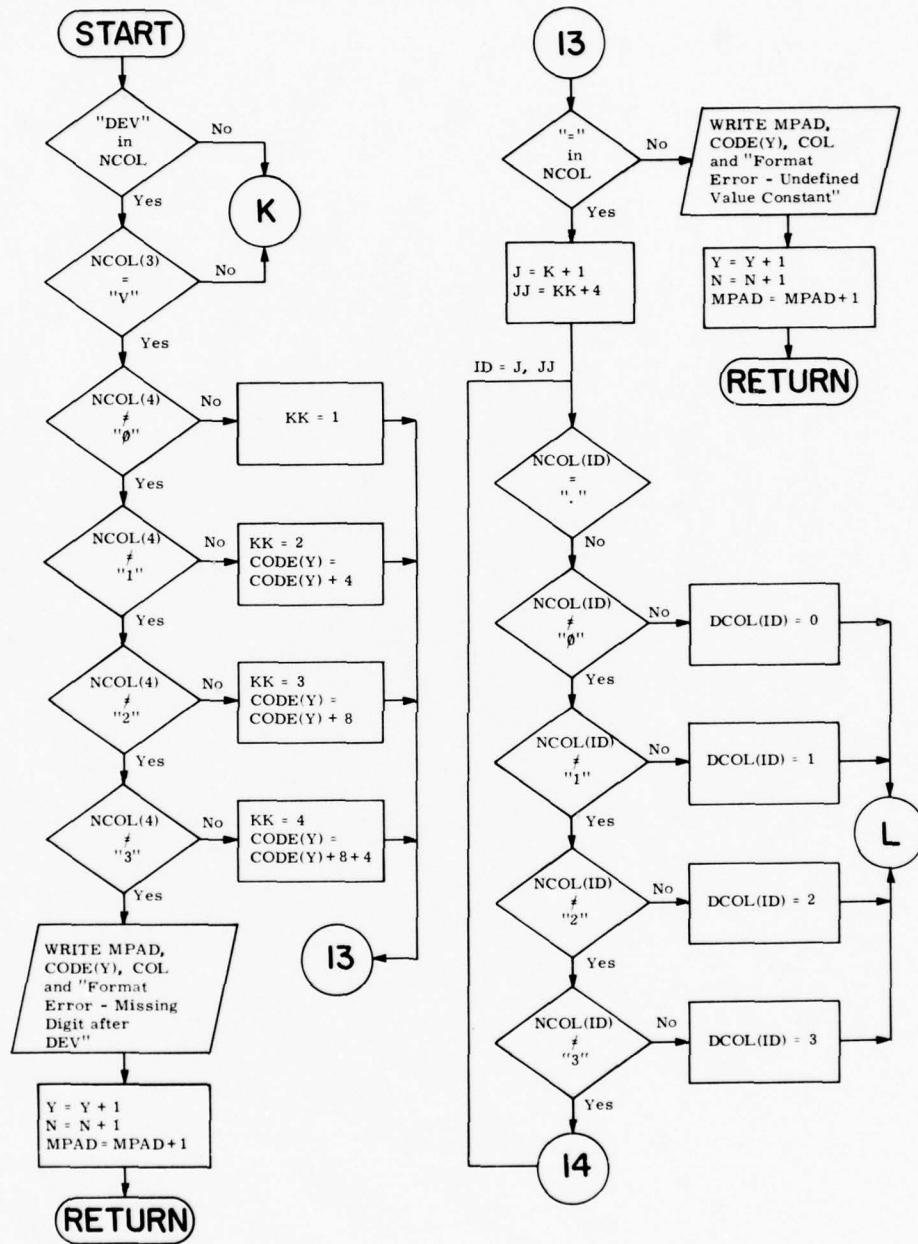 START
"DEV"
in
NCOL
No
Yes
K
NCOL(3)
=
"V"
No
Yes
NCOL(4)
≠
"Ø"
No
KK = 1
Yes
NCOL(4)
≠
"1"
No
KK = 2
CODE(Y) =
CODE(Y) + 4
Yes
NCOL(4)
≠
"2"
No
KK = 3
CODE(Y) =
CODE(Y) + 8
Yes
NCOL(4)
≠
"3"
No
KK = 4
CODE(Y) =
CODE(Y)+8+4
Yes
13
WRITE MPAD,
CODE(Y), COL
and "Format
Error - Missing
Digit after
DEV"
Y = Y + 1
N = N + 1
MPAD = MPAD+1
RETURN
13
"="
in
NCOL
No
WRITE MPAD,
CODE(Y), COL
and "Format
Error - Undefined
Value Constant"
Yes
Y = Y + 1
N = N + 1
MPAD = MPAD+1
RETURN
J = K + 1
JJ = KK+4
ID = J, JJ
NCOL(ID)
=
"."
No
NCOL(ID)
≠
"Ø"
No
DCOL(ID) = 0
Yes
NCOL(ID)
≠
"1"
No
DCOL(ID) = 1
Yes
L
NCOL(ID)
≠
"2"
No
DCOL(ID) = 2
Yes
NCOL(ID)
≠
"3"
No
DCOL(ID) = 3
Yes
14